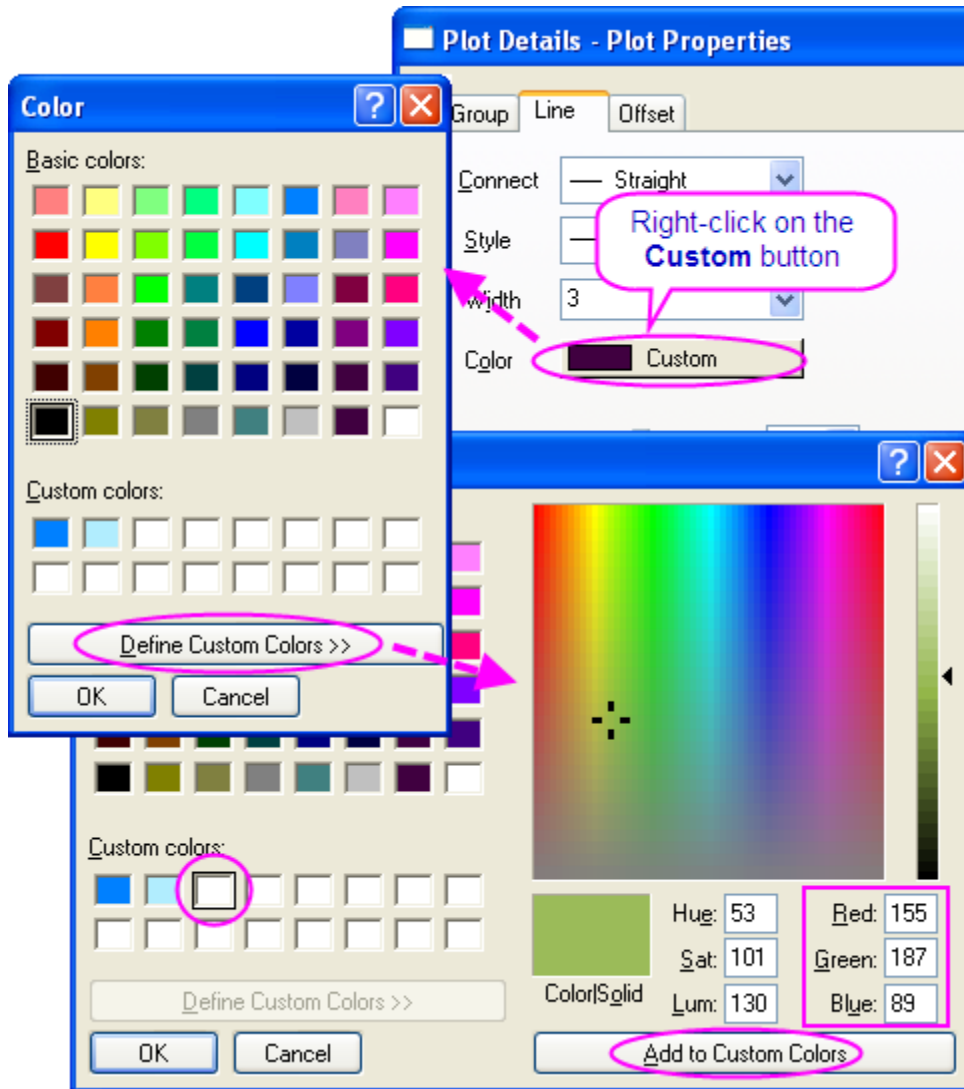 Plot Details - Plot Properties
Color
Group Line Offset
Basic colors:
Connect — Straight
Style
Right-click on the
Custom button
Width 3
Color Custom
Custom colors:
Define Custom Colors >>
OK Cancel
Custom colors:
Define Custom Colors >>
OK Cancel
Color|Solid
Hue: 53
Sat: 101
Lum: 130
Red: 155
Green: 187
Blue: 89
Add to Custom Colors